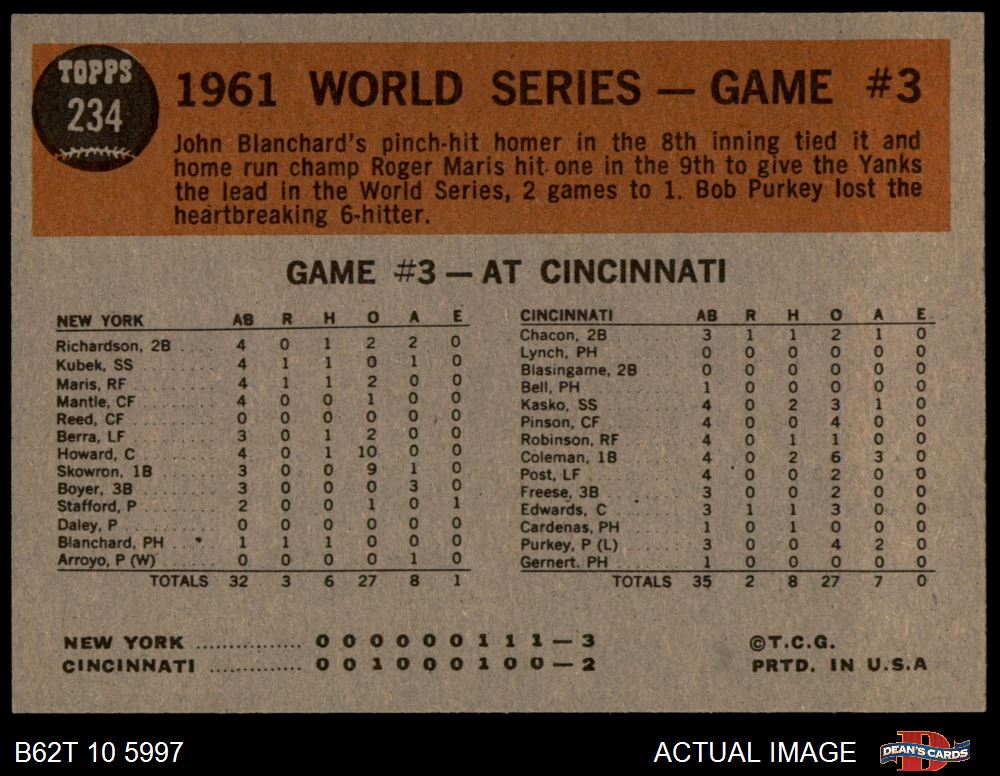 TOPPS
234
1961 WORLD SERIES — GAME #3
John Blanchard's pinch-hit homer in the 8th inning tied it and
home run champ Roger Maris hit one in the 9th to give the Yanks
the lead in the World Series, 2 games to 1. Bob Purkey lost the
heartbreaking 6-hitter.
GAME #3 — AT CINCINNATI
NEW YORK AB R H O A E
Richardson, 2B .... 4 0 1 2 2 0
Kubek, SS .... 4 1 1 0 1 0
Maris, RF .... 4 1 1 2 0 0
Mantle, CF .... 4 0 0 1 0 0
Reed, CF .... 0 0 0 0 0 0
Berra, LF .... 3 0 1 2 0 0
Howard, C .... 4 0 1 10 0 0
Skowron, 1B .... 3 0 0 9 1 0
Boyer, 3B .... 3 0 0 0 3 0
Stafford, P .... 2 0 0 1 0 1
Daley, P .... 0 0 0 0 0 0
Blanchard, PH .... 1 1 1 0 0 0
Arroyo, P (W) .... 0 0 0 0 1 0
TOTALS 32 3 6 27 8 1
CINCINNATI AB R H O A E
Chacon, 2B .... 3 1 1 2 1 0
Lynch, PH .... 0 0 0 0 0 0
Blasingame, 2B .... 0 0 0 0 0 0
Bell, PH .... 1 0 0 0 0 0
Kasko, SS .... 4 0 2 3 1 0
Pinson, CF .... 4 0 0 4 0 0
Robinson, RF .... 4 0 1 1 0 0
Coleman, 1B .... 4 0 2 6 3 0
Post, LF .... 4 0 0 2 0 0
Freese, 3B .... 3 0 0 2 0 0
Edwards, C .... 3 1 1 3 0 0
Cardenas, PH .... 1 0 1 0 0 0
Purkey, P (L) .... 3 0 0 4 2 0
Gernert, PH .... 1 0 0 0 0 0
TOTALS 35 2 8 27 7 0
NEW YORK .............. 0 0 0 0 0 0 1 1 1 — 3
CINCINNATI ............ 0 0 1 0 0 0 1 0 0 — 2
©T.C.G.
PRTD. IN U.S.A
B62T 10 5997
ACTUAL IMAGE
DEAN'S CARDS